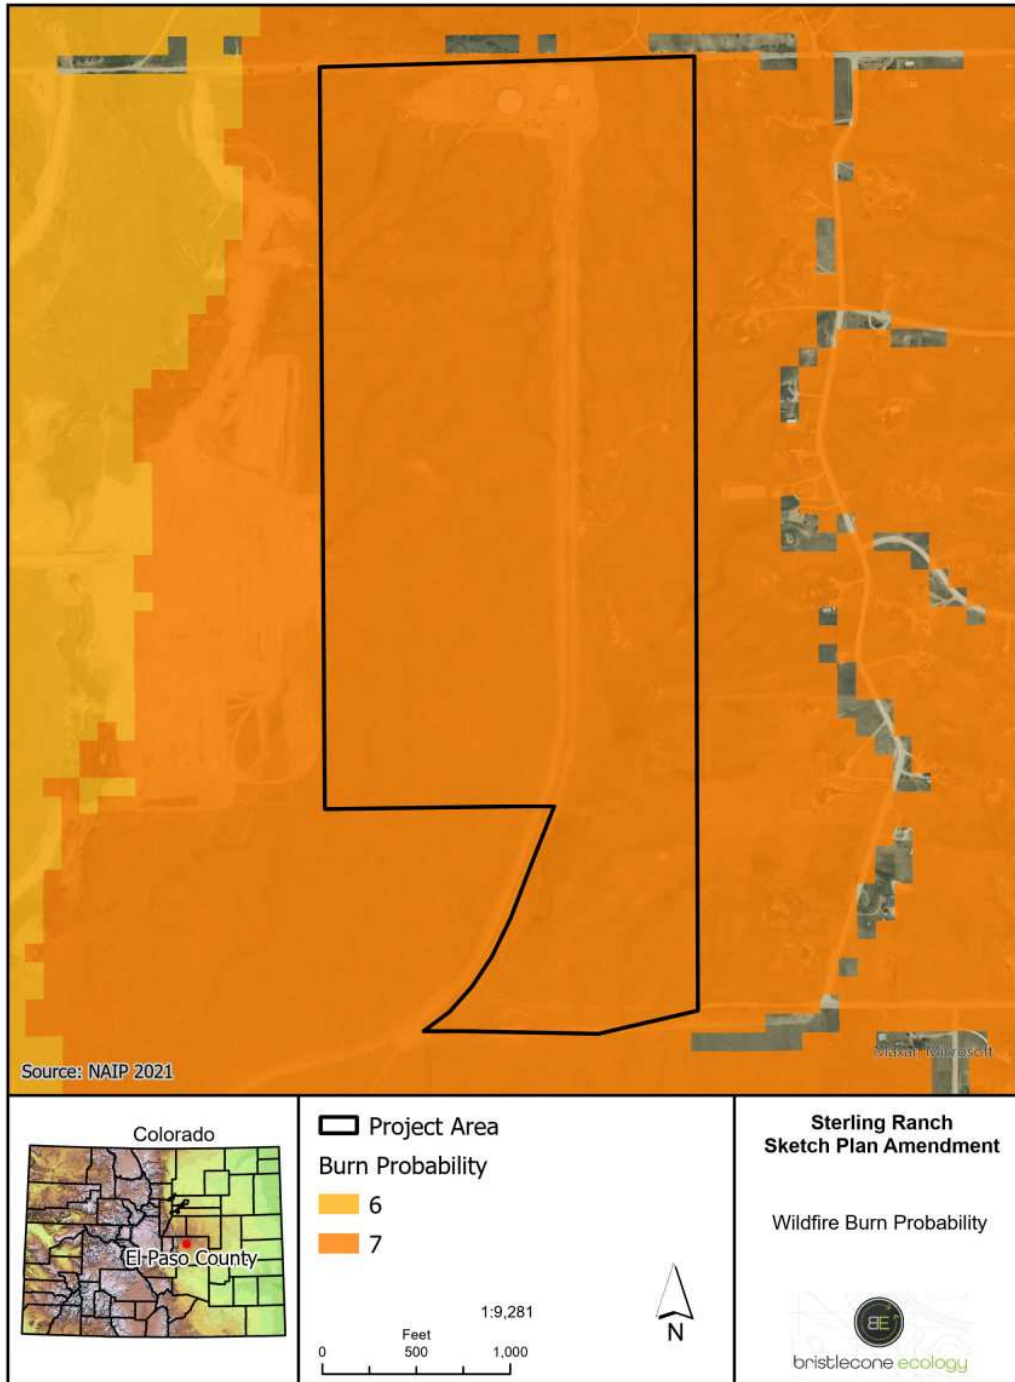 Maxar, Microsoft
Source: NAIP 2021
Colorado
El Paso County
Project Area
Burn Probability
6
7
1:9,281
Feet
0 500 1,000
N
Sterling Ranch
Sketch Plan Amendment
Wildfire Burn Probability
BE
bristlecone ecology